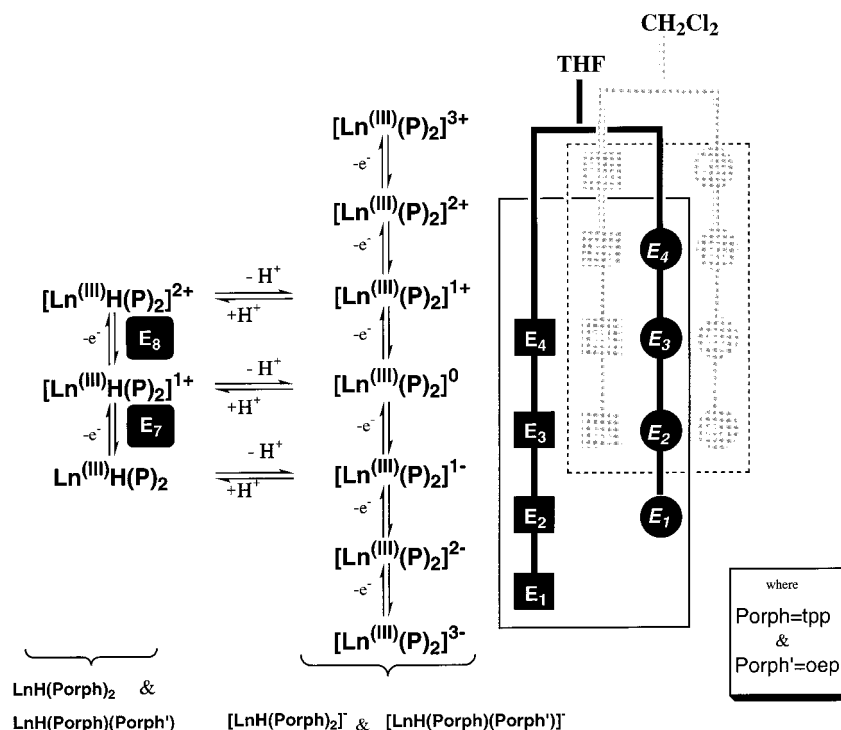 CH₂Cl₂
THF
[Ln^(III)(P)₂]³⁺
-e⁻
[Ln^(III)(P)₂]²⁺
-e⁻
E₄
[Ln^(III)H(P)₂]²⁺
- H⁺
+H⁺
[Ln^(III)(P)₂]¹⁺
-e⁻
E₈
-e⁻
E₄
E₃
[Ln^(III)H(P)₂]¹⁺
- H⁺
+H⁺
[Ln^(III)(P)₂]⁰
-e⁻
E₇
-e⁻
E₃
E₂
Ln^(III)H(P)₂
- H⁺
+H⁺
[Ln^(III)(P)₂]¹⁻
-e⁻
E₂
E₁
[Ln^(III)(P)₂]²⁻
-e⁻
E₁
[Ln^(III)(P)₂]³⁻
where
Porph=tpp
&
Porph'=oep
LnH(Porph)₂ &
LnH(Porph)(Porph') [LnH(Porph)₂]⁻ & [LnH(Porph)(Porph')]⁻